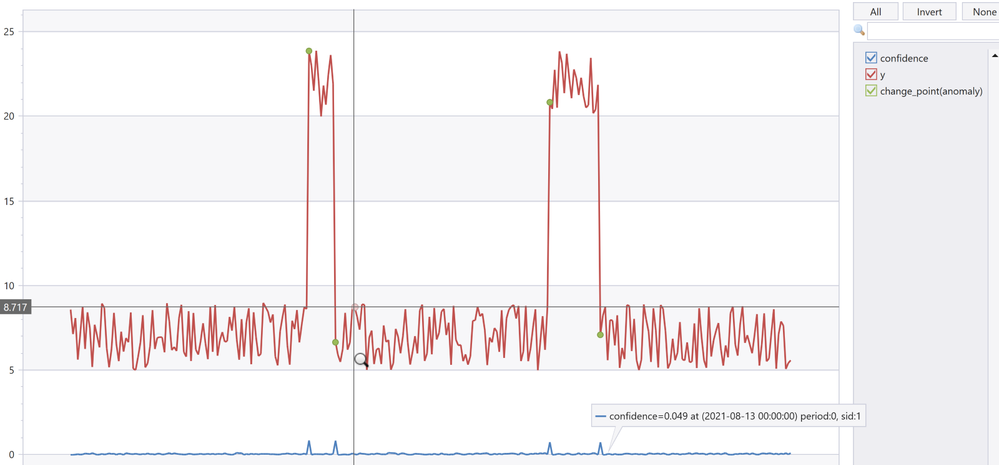 All Invert None
25
20
15
10
8.717
5
0
confidence
y
change_point(anomaly)
confidence=0.049 at (2021-08-13 00:00:00) period:0, sid:1